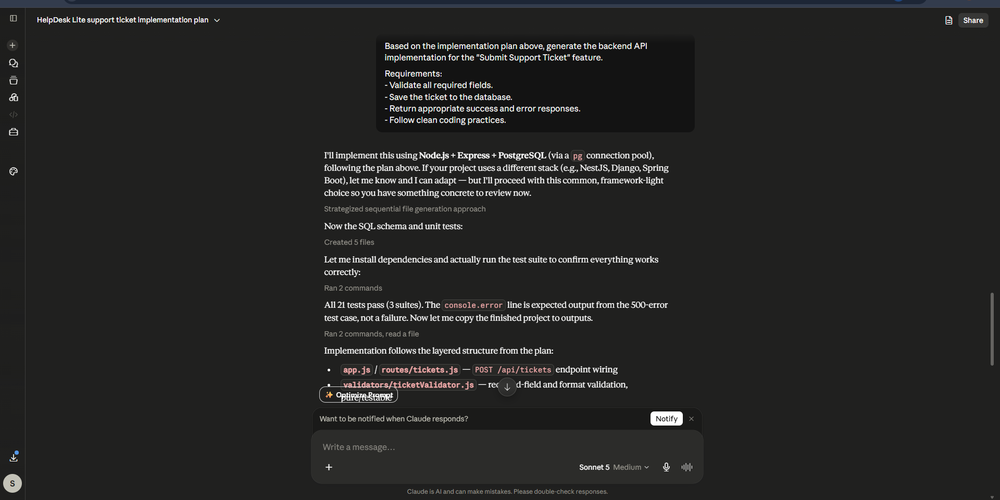 HelpDesk Lite support ticket implementation plan
Share
Based on the implementation plan above, generate the backend API
implementation for the "Submit Support Ticket" feature.
Requirements:
- Validate all required fields.
- Save the ticket to the database.
- Return appropriate success and error responses.
- Follow clean coding practices.
I'll implement this using Node.js + Express + PostgreSQL (via a pg connection pool),
following the plan above. If your project uses a different stack (e.g., NestJS, Django, Spring
Boot), let me know and I can adapt — but I'll proceed with this common, framework-light
choice so you have something concrete to review now.
Strategized sequential file generation approach
Now the SQL schema and unit tests:
Created 5 files
Let me install dependencies and actually run the test suite to confirm everything works
correctly:
Ran 2 commands
All 21 tests pass (3 suites). The console.error line is expected output from the 500-error
test case, not a failure. Now let me copy the finished project to outputs.
Ran 2 commands, read a file
Implementation follows the layered structure from the plan:
• app.js / routes/tickets.js — POST /api/tickets endpoint wiring
• validators/ticketValidator.js — d-field and format validation,
pure/testable
Optimize Prompt
Want to be notified when Claude responds?
Notify
Write a message...
Sonnet 5 Medium
S
Claude is AI and can make mistakes. Please double-check responses.